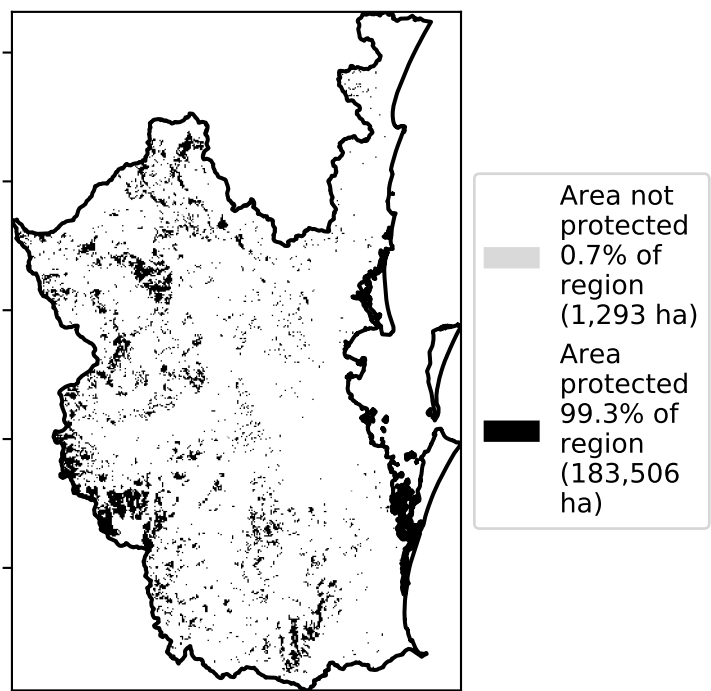 Area not
protected
0.7% of
region
(1,293 ha)
Area
protected
99.3% of
region
(183,506
ha)